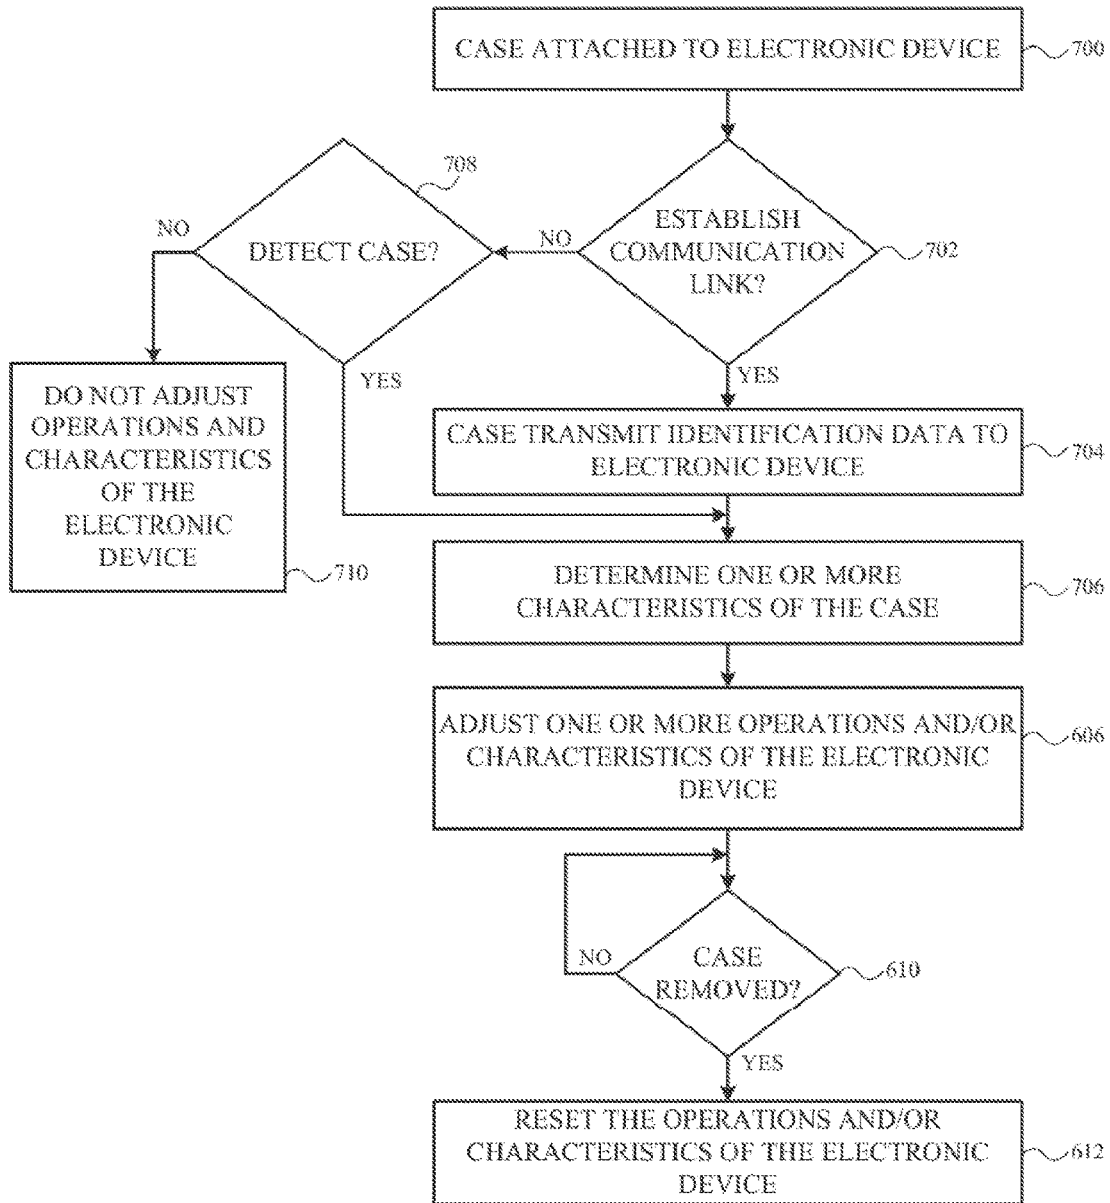 CASE ATTACHED TO ELECTRONIC DEVICE
700
708
NO
DETECT CASE?
NO
ESTABLISH
COMMUNICATION
LINK?
702
YES
YES
DO NOT ADJUST
OPERATIONS AND
CHARACTERISTICS
OF THE
ELECTRONIC
DEVICE
710
CASE TRANSMIT IDENTIFICATION DATA TO
ELECTRONIC DEVICE
704
DETERMINE ONE OR MORE
CHARACTERISTICS OF THE CASE
706
ADJUST ONE OR MORE OPERATIONS AND/OR
CHARACTERISTICS OF THE ELECTRONIC
DEVICE
606
NO
CASE
REMOVED?
610
YES
RESET THE OPERATIONS AND/OR
CHARACTERISTICS OF THE ELECTRONIC
DEVICE
612